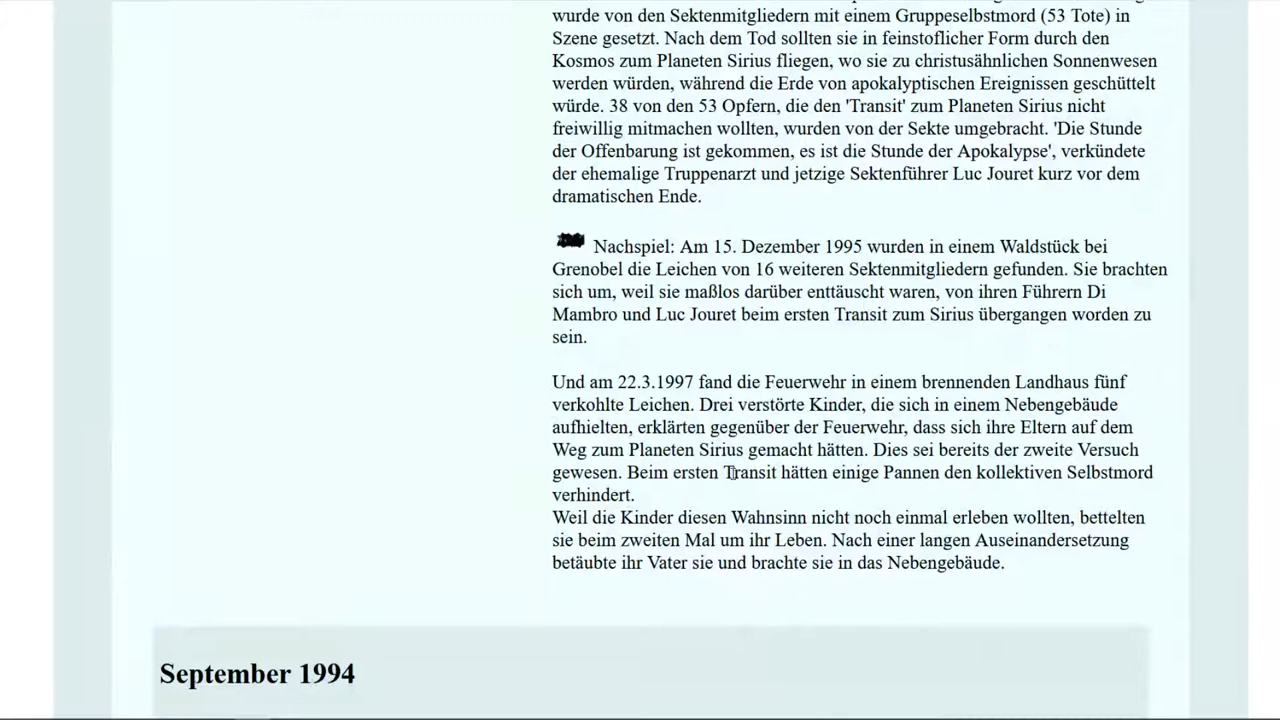 wurde von den Sektenmitgliedern mit einem Gruppeselbstmord (53 Tote) in
Szene gesetzt. Nach dem Tod sollten sie in feinstoflicher Form durch den
Kosmos zum Planeten Sirius fliegen, wo sie zu christusähnlichen Sonnenwesen
werden würden, während die Erde von apokalyptischen Ereignissen geschüttelt
würde. 38 von den 53 Opfern, die den 'Transit' zum Planeten Sirius nicht
freiwillig mitmachen wollten, wurden von der Sekte umgebracht. 'Die Stunde
der Offenbarung ist gekommen, es ist die Stunde der Apokalypse', verkündete
der ehemalige Truppenarzt und jetzige Sektenführer Luc Jouret kurz vor dem
dramatischen Ende.
Nachspiel: Am 15. Dezember 1995 wurden in einem Waldstück bei
Grenobel die Leichen von 16 weiteren Sektenmitgliedern gefunden. Sie brachten
sich um, weil sie maßlos darüber enttäuscht waren, von ihren Führern Di
Mambro und Luc Jouret beim ersten Transit zum Sirius übergangen worden zu
sein.
Und am 22.3.1997 fand die Feuerwehr in einem brennenden Landhaus fünf
verkohlte Leichen. Drei verstörte Kinder, die sich in einem Nebengebäude
aufhielten, erklärten gegenüber der Feuerwehr, dass sich ihre Eltern auf dem
Weg zum Planeten Sirius gemacht hätten. Dies sei bereits der zweite Versuch
gewesen. Beim ersten Transit hätten einige Pannen den kollektiven Selbstmord
verhindert.
Weil die Kinder diesen Wahnsinn nicht noch einmal erleben wollten, bettelten
sie beim zweiten Mal um ihr Leben. Nach einer langen Auseinandersetzung
betäubte ihr Vater sie und brachte sie in das Nebengebäude.
September 1994